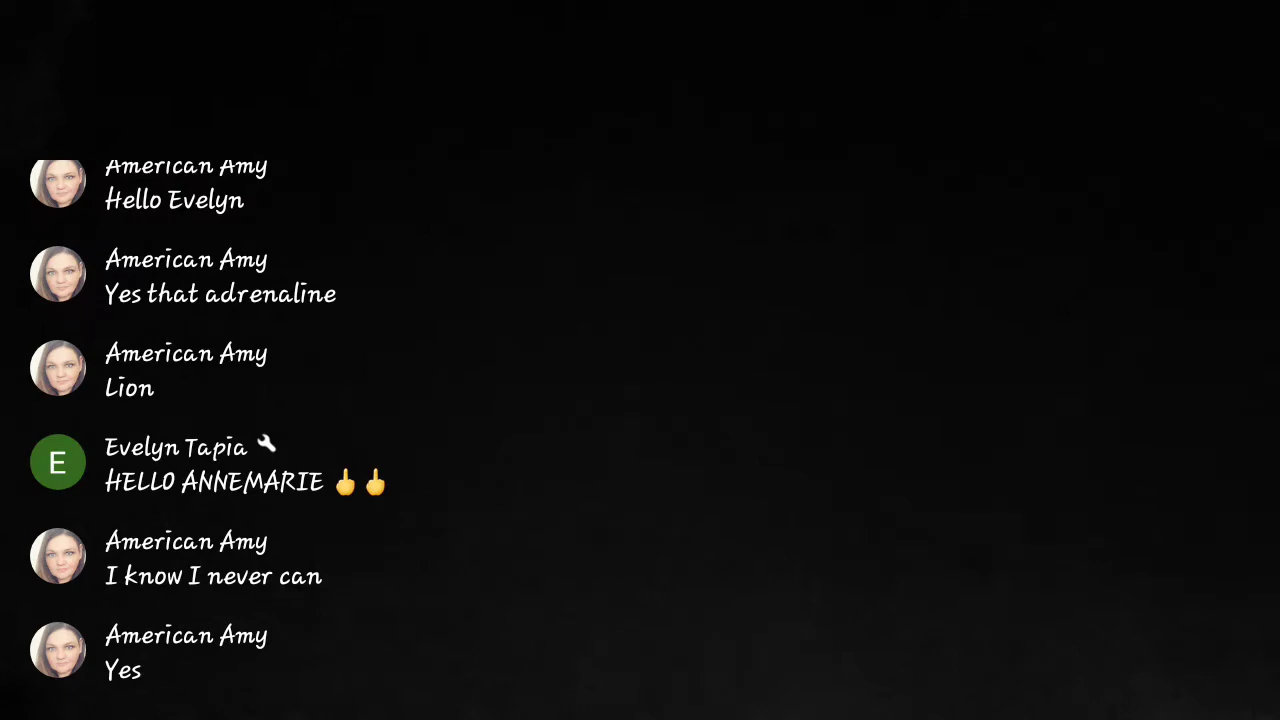 American Amy
Hello Evelyn
American Amy
Yes that adrenaline
American Amy
Lion
E
Evelyn Tapia 🔧
HELLO ANNEMARIE 🖕🖕
American Amy
I know I never can
American Amy
Yes